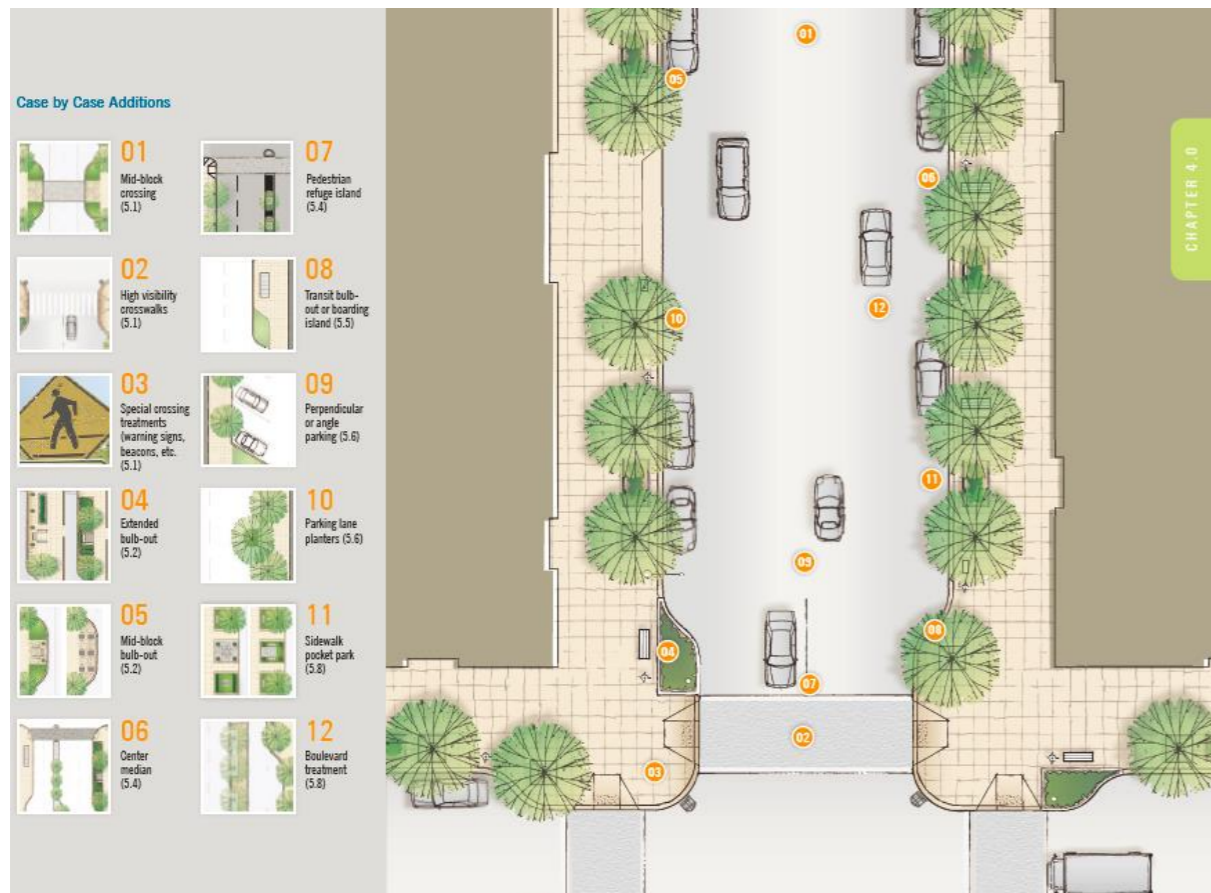 Case by Case Additions
01
Mid-block
crossing
(5.1)
02
High visibility
crosswalks
(5.1)
03
Special crossing
treatments
(warning signs,
beacons, etc.
(5.1)
04
Extended
bulb-out
(5.2)
05
Mid-block
bulb-out
(5.2)
06
Center
median
(5.4)
07
Pedestrian
refuge island
(5.4)
08
Transit bulb-
out or boarding
island (5.5)
09
Perpendicular
or angle
parking (5.6)
10
Parking lane
planters (5.6)
11
Sidewalk
pocket park
(5.8)
12
Boulevard
treatment
(5.8)
01
05
06
12
10
11
09
08
04
07
02
03
CHAPTER 4.0